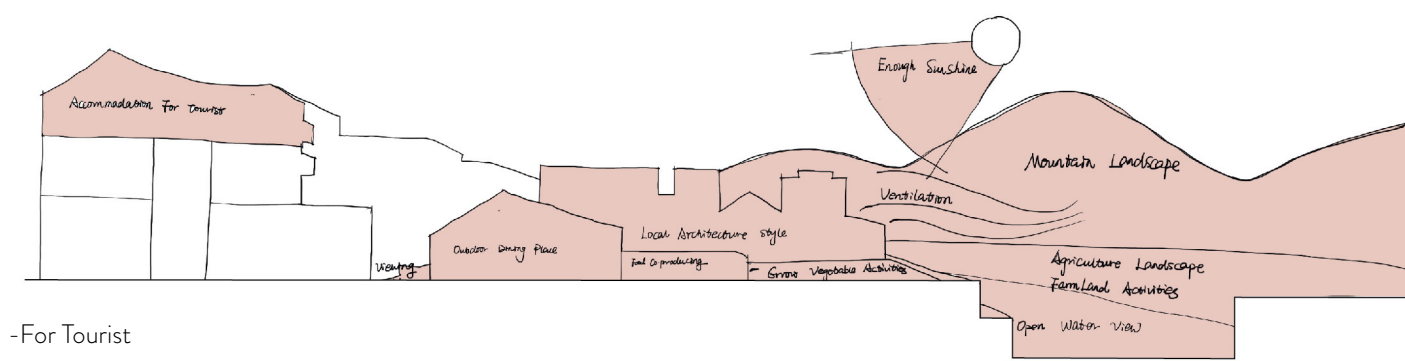 Enough Sunshine
Accommadation For Tourist
Mountain Landscape
Ventilation
Local Architecture Style
Outdoor Dining Place
Viewing
Food Co-producing
Grow Vegetable Activities
Agriculture Landscape
FarmLand Activities
Open Water View
-For Tourist